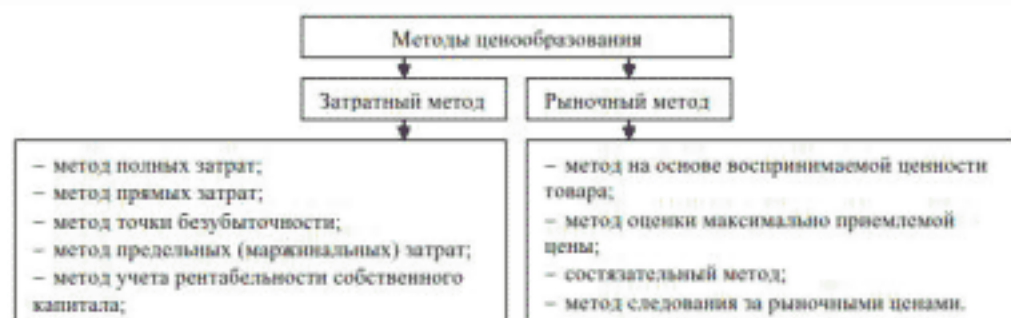 Методы ценообразования
Затратный метод
Рыночный метод
– метод полных затрат;
– метод прямых затрат;
– метод точки безубыточности;
– метод предельных (маржинальных) затрат;
– метод учета рентабельности собственного
капитала;
– метод на основе воспринимаемой ценности
товара;
– метод оценки максимально приемлемой
цены;
– состязательный метод;
– метод следования за рыночными ценами.